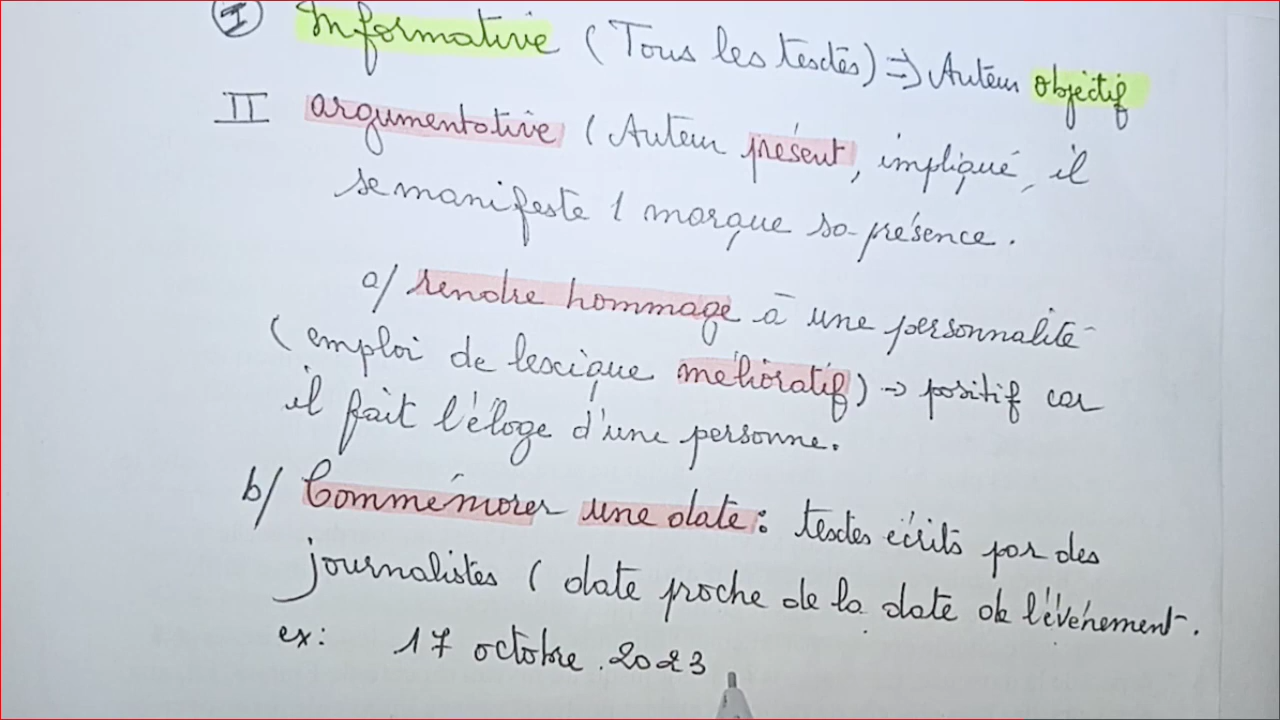 I Informative (Tous les textes) => Auteur objectif
II argumentative (Auteur présent, impliqué, il
se manifeste / marque sa présence.
a/ rendre hommage à une personnalité
(emploi de lexique mélioratif) -> positif car
il fait l'éloge d'une personne.
b/ Commémorer une date : textes écrits par des
journalistes ( date proche de la date de l'événement.
ex: 17 octobre.2023